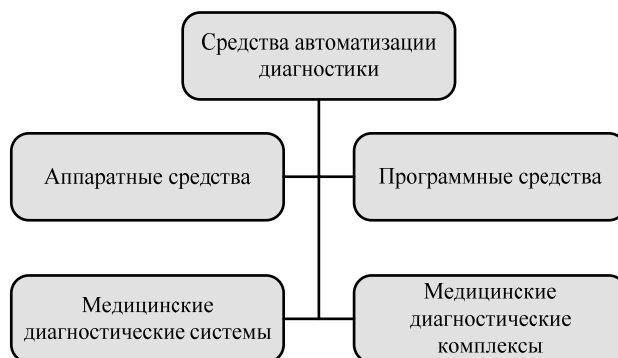 Средства автоматизации
диагностики
Аппаратные средства
Программные средства
Медицинские
диагностические системы
Медицинские
диагностические
комплексы